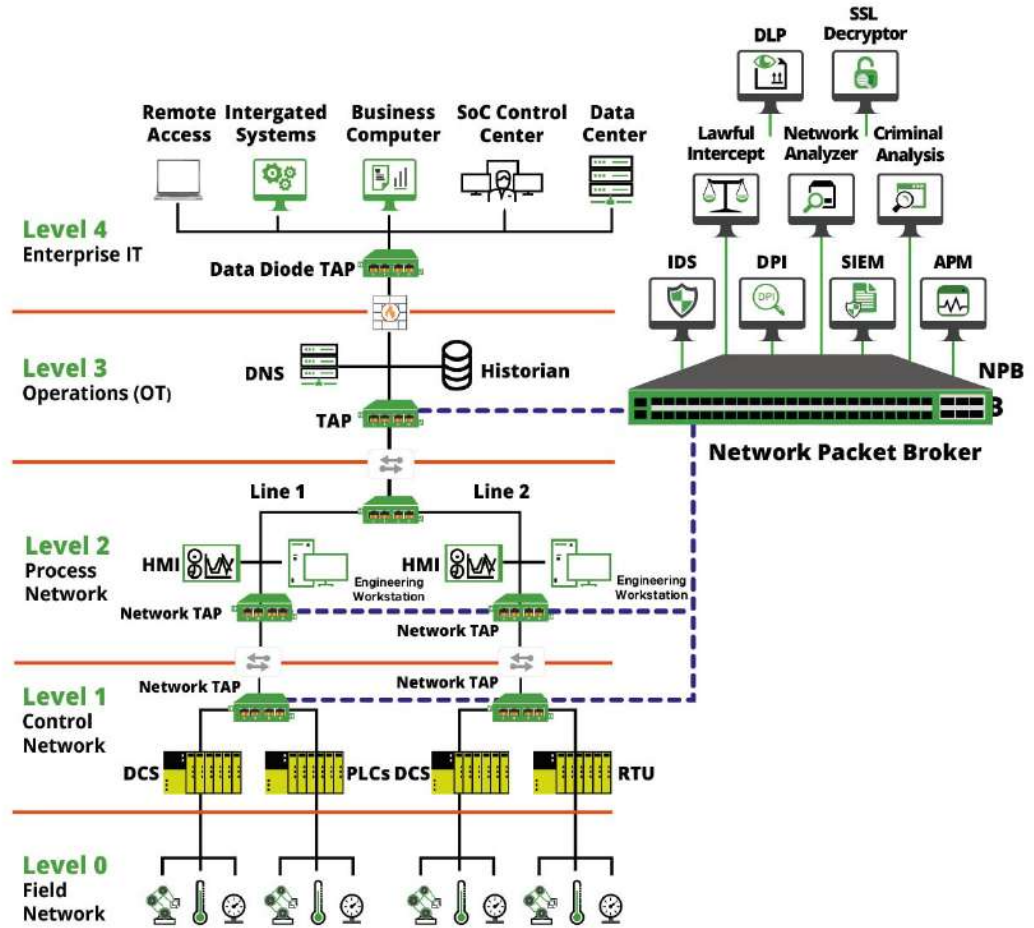 SSL
Decryptor
DLP
Remote
Access
Intergated
Systems
Business
Computer
SoC Control
Center
Data
Center
Lawful
Intercept
Network
Analyzer
Criminal
Analysis
Level 4
Enterprise IT
Data Diode TAP
IDS
DPI
SIEM
APM
DPI
Level 3
Operations (OT)
DNS
Historian
TAP
NPB
3
Network Packet Broker
Line 1
Line 2
Level 2
Process
Network
HMI
Engineering
Workstation
HMI
Engineering
Workstation
Network TAP
Network TAP
Level 1
Control
Network
Network TAP
Network TAP
DCS
PLCs
DCS
RTU
Level 0
Field
Network